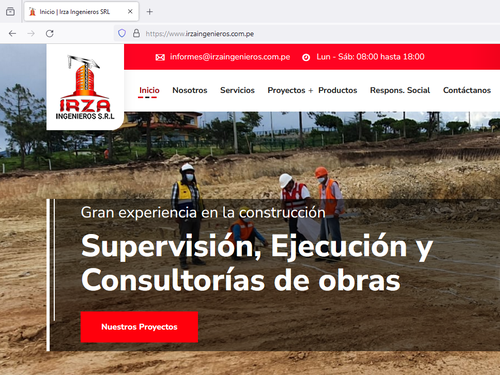 Inicio | Irza Ingenieros SRL
https://www.irzaingenieros.com.pe
informes@irzaingenieros.com.pe
Lun - Sáb: 08:00 hasta 18:00
IRZA
INGENIEROS S.R.L
Inicio Nosotros Servicios Proyectos + Productos Respons. Social Contáctanos
Gran experiencia en la construcción
Supervisión, Ejecución y
Consultorías de obras
Nuestros Proyectos